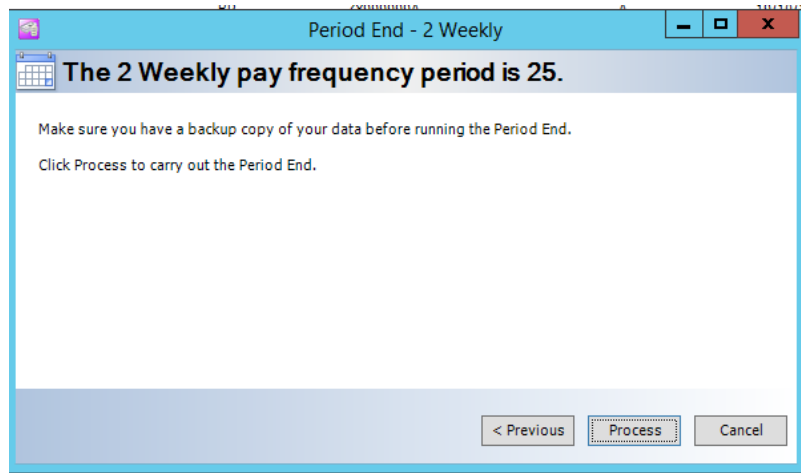 Period End - 2 Weekly
The 2 Weekly pay frequency period is 25.
Make sure you have a backup copy of your data before running the Period End.
Click Process to carry out the Period End.
< Previous
Process
Cancel